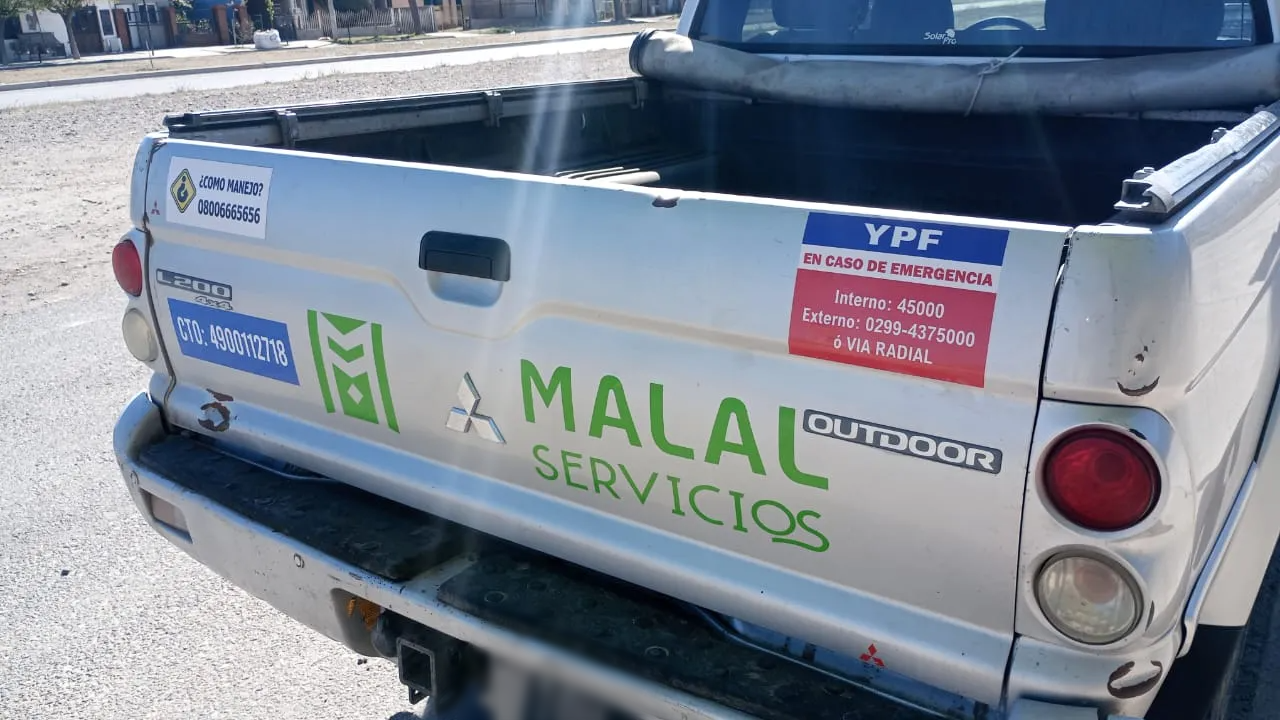 Solar
Pro
¿COMO MANEJO?
08006665656
L200
4x4
CTO: 4900112718
YPF
EN CASO DE EMERGENCIA
Interno: 45000
Externo: 0299-4375000
ó VIA RADIAL
MALAL
SERVICIOS
OUTDOOR